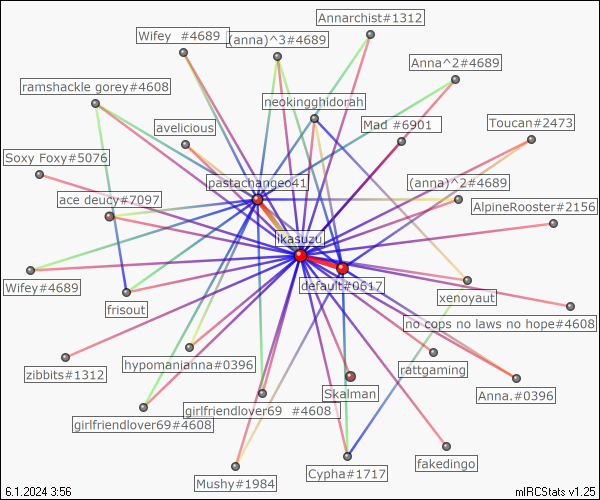 Annarchist#1312
Wifey  #4689
(anna)^3#4689
Anna^2#4689
ramshackle gorey#4608
neokingghidorah
avelicious
Mad #6901
Toucan#2473
Soxy Foxy#5076
pastachangeo41
(anna)^2#4689
ace deucy#7097
AlpineRooster#2156
ikasuzu
Wifey#4689
default#0617
xenoyaut
frisout
no cops no laws no hope#4608
hypomanianna#0396
rattgaming
zibbits#1312
Skalman
Anna.#0396
girlfriendlover69  #4608
girlfriendlover69#4608
fakedingo
Cypha#1717
Mushy#1984
6.1.2024 3:56
mIRCStats v1.25